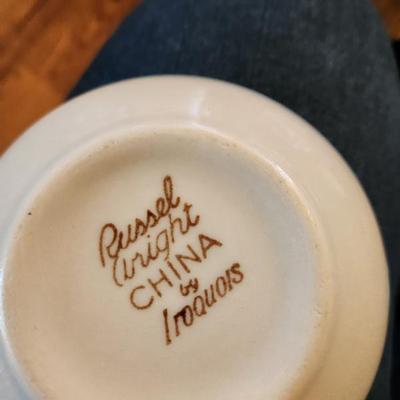 Russel
Wright
CHINA
by
IROQUOIS